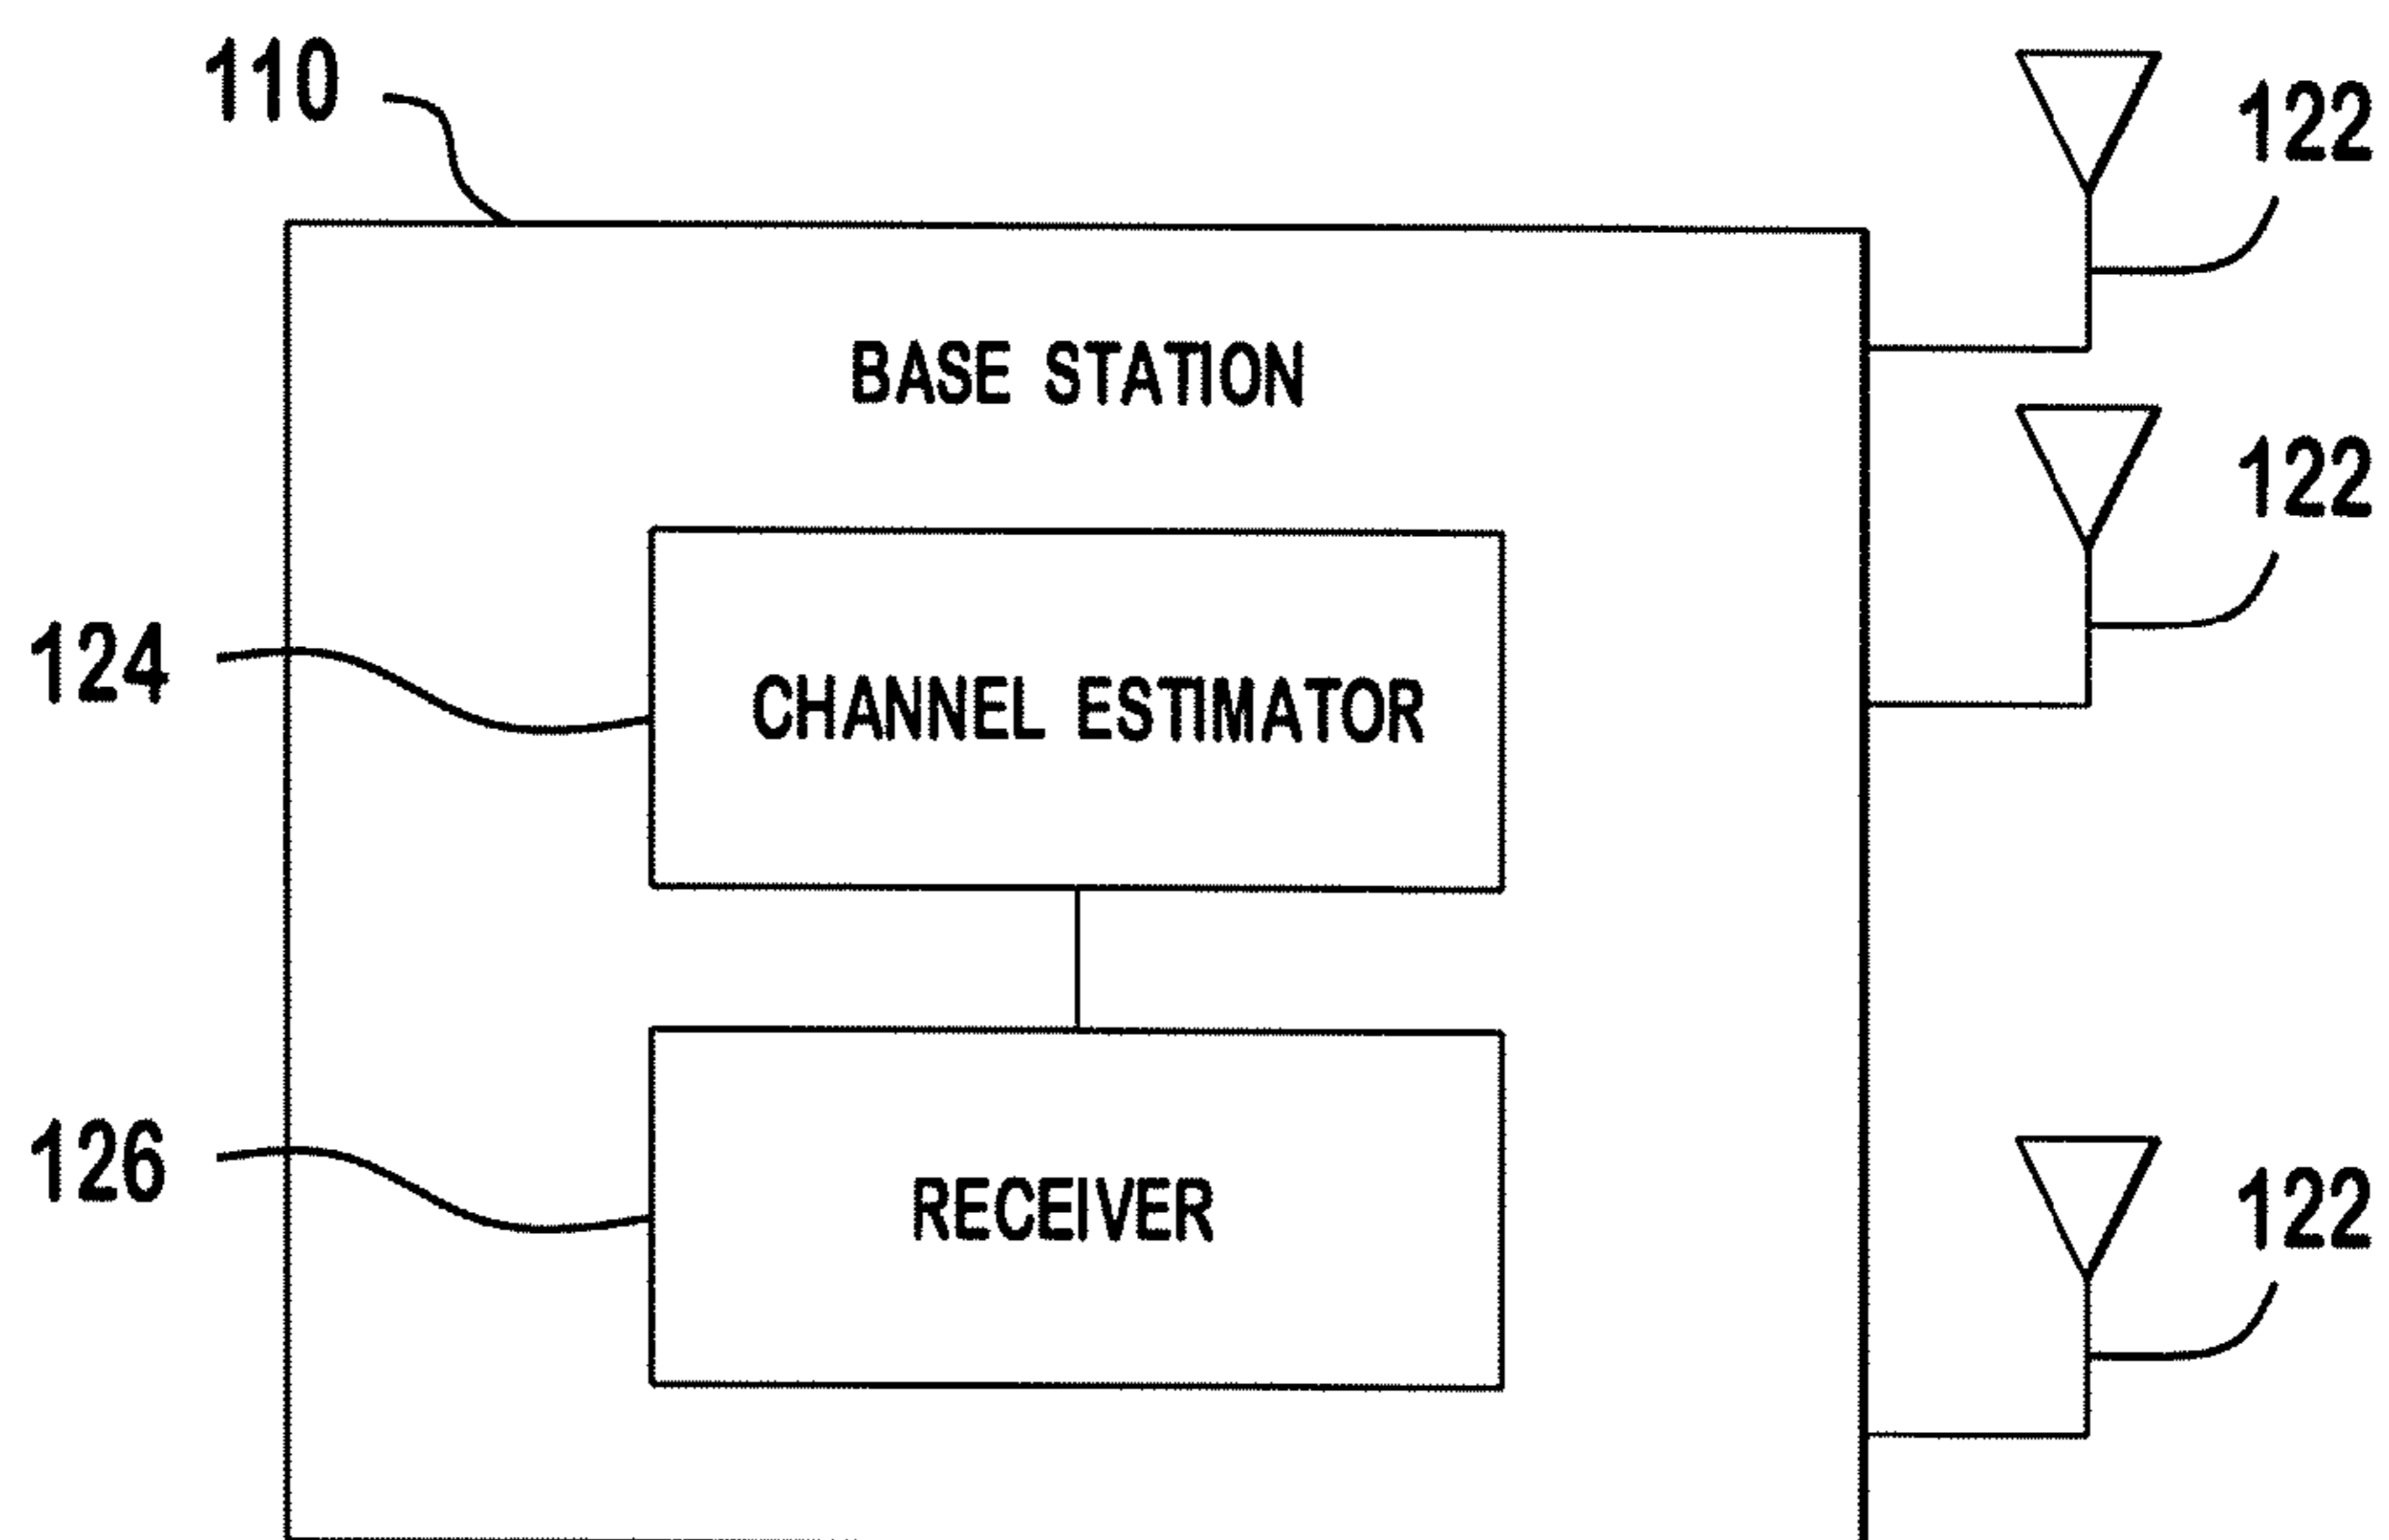 110
122
BASE STATION
122
124
CHANNEL ESTIMATOR
126
RECEIVER
122